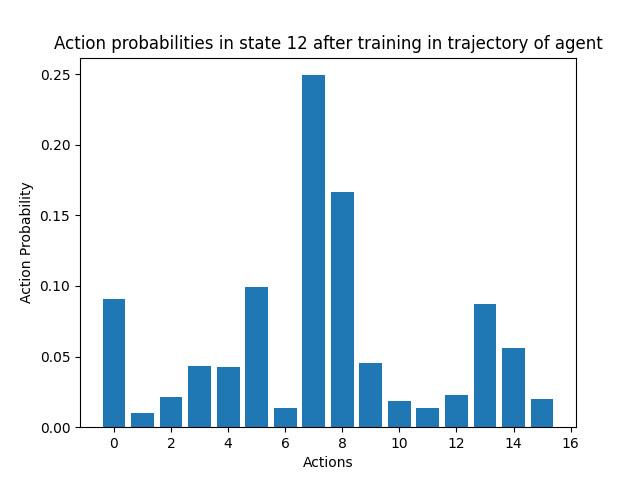 Action probabilities in state 12 after training in trajectory of agent
0.25
0.20
0.15
0.10
0.05
0.00
Action Probability
0 2 4 6 8 10 12 14 16
Actions